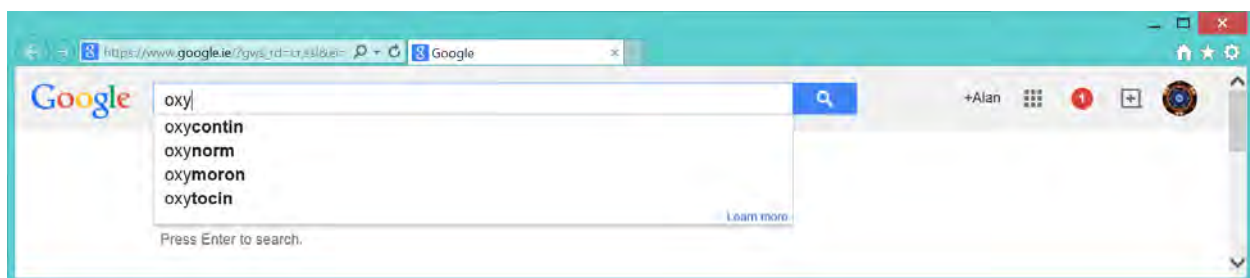 https://www.google.ie/?gws_rd=cr,ssl&ei= Google
Google oxy +Alan 1
oxycontin
oxynorm
oxymoron
oxytocin
Learn more
Press Enter to search.